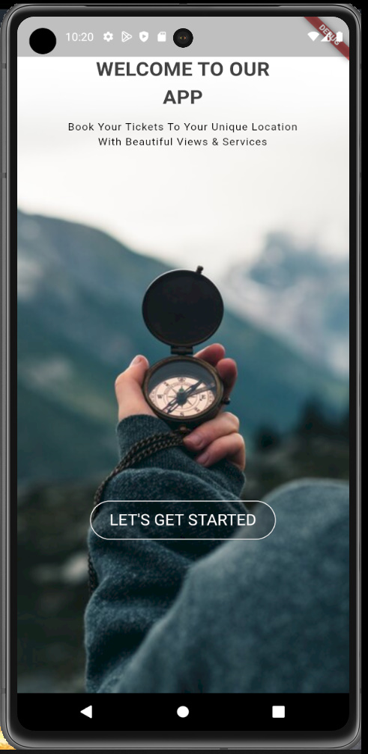 10:20
DEBUG
WELCOME TO OUR
APP
Book Your Tickets To Your Unique Location
With Beautiful Views & Services
LET'S GET STARTED